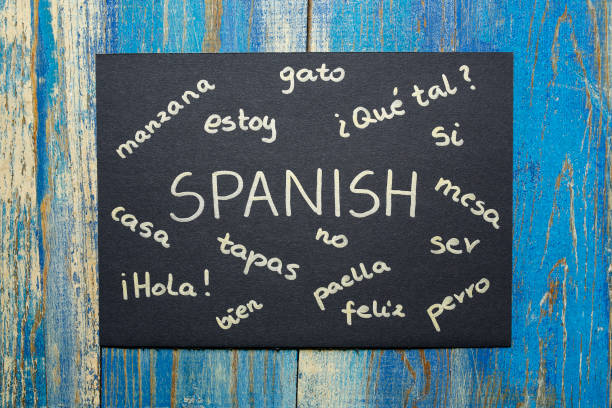 gato
manzana
estoy
¿Qué tal?
si
SPANISH
mesa
casa
tapas
no
ser
¡Hola!
paella
bien
feliz
perro